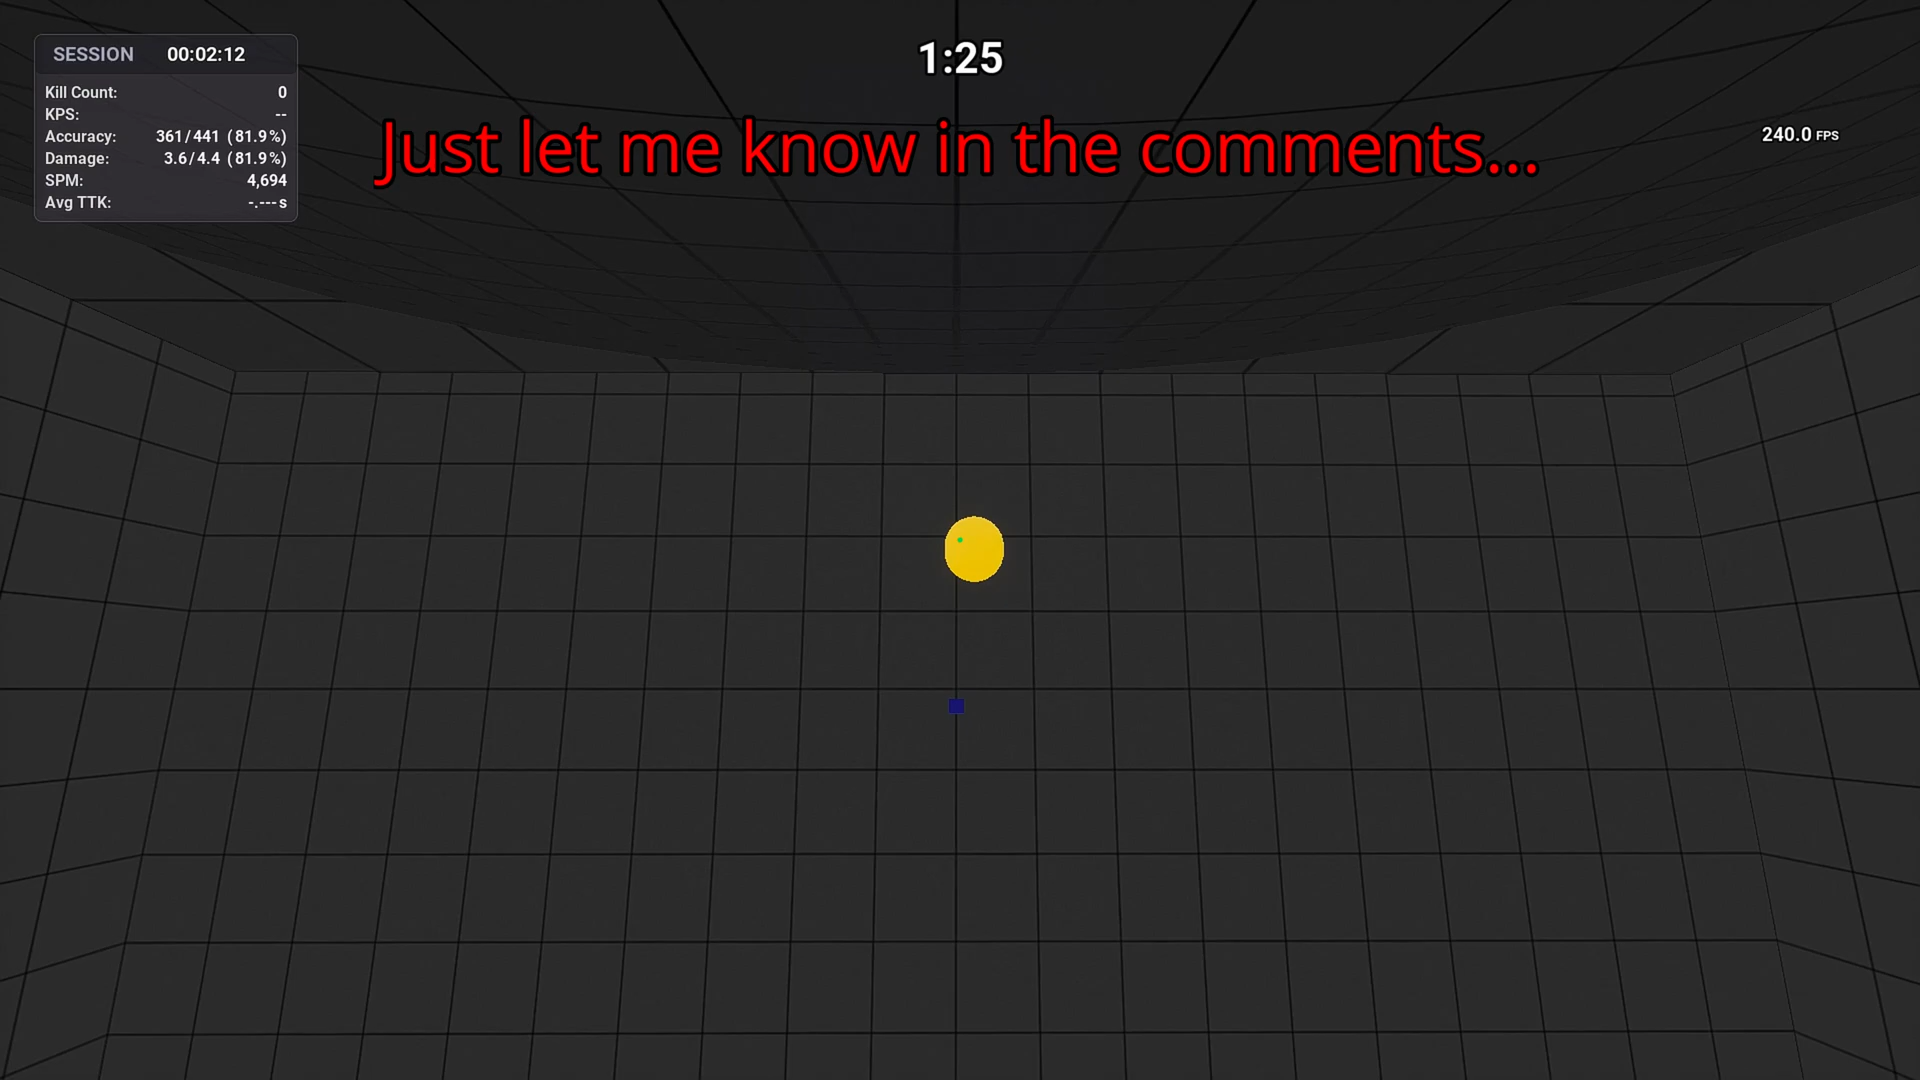 SESSION 00:02:12
Kill Count: 0
KPS: --
Accuracy: 361/441 (81.9%)
Damage: 3.6/4.4 (81.9%)
SPM: 4,694
Avg TTK: -.---s
1:25
Just let me know in the comments...
240.0 FPS